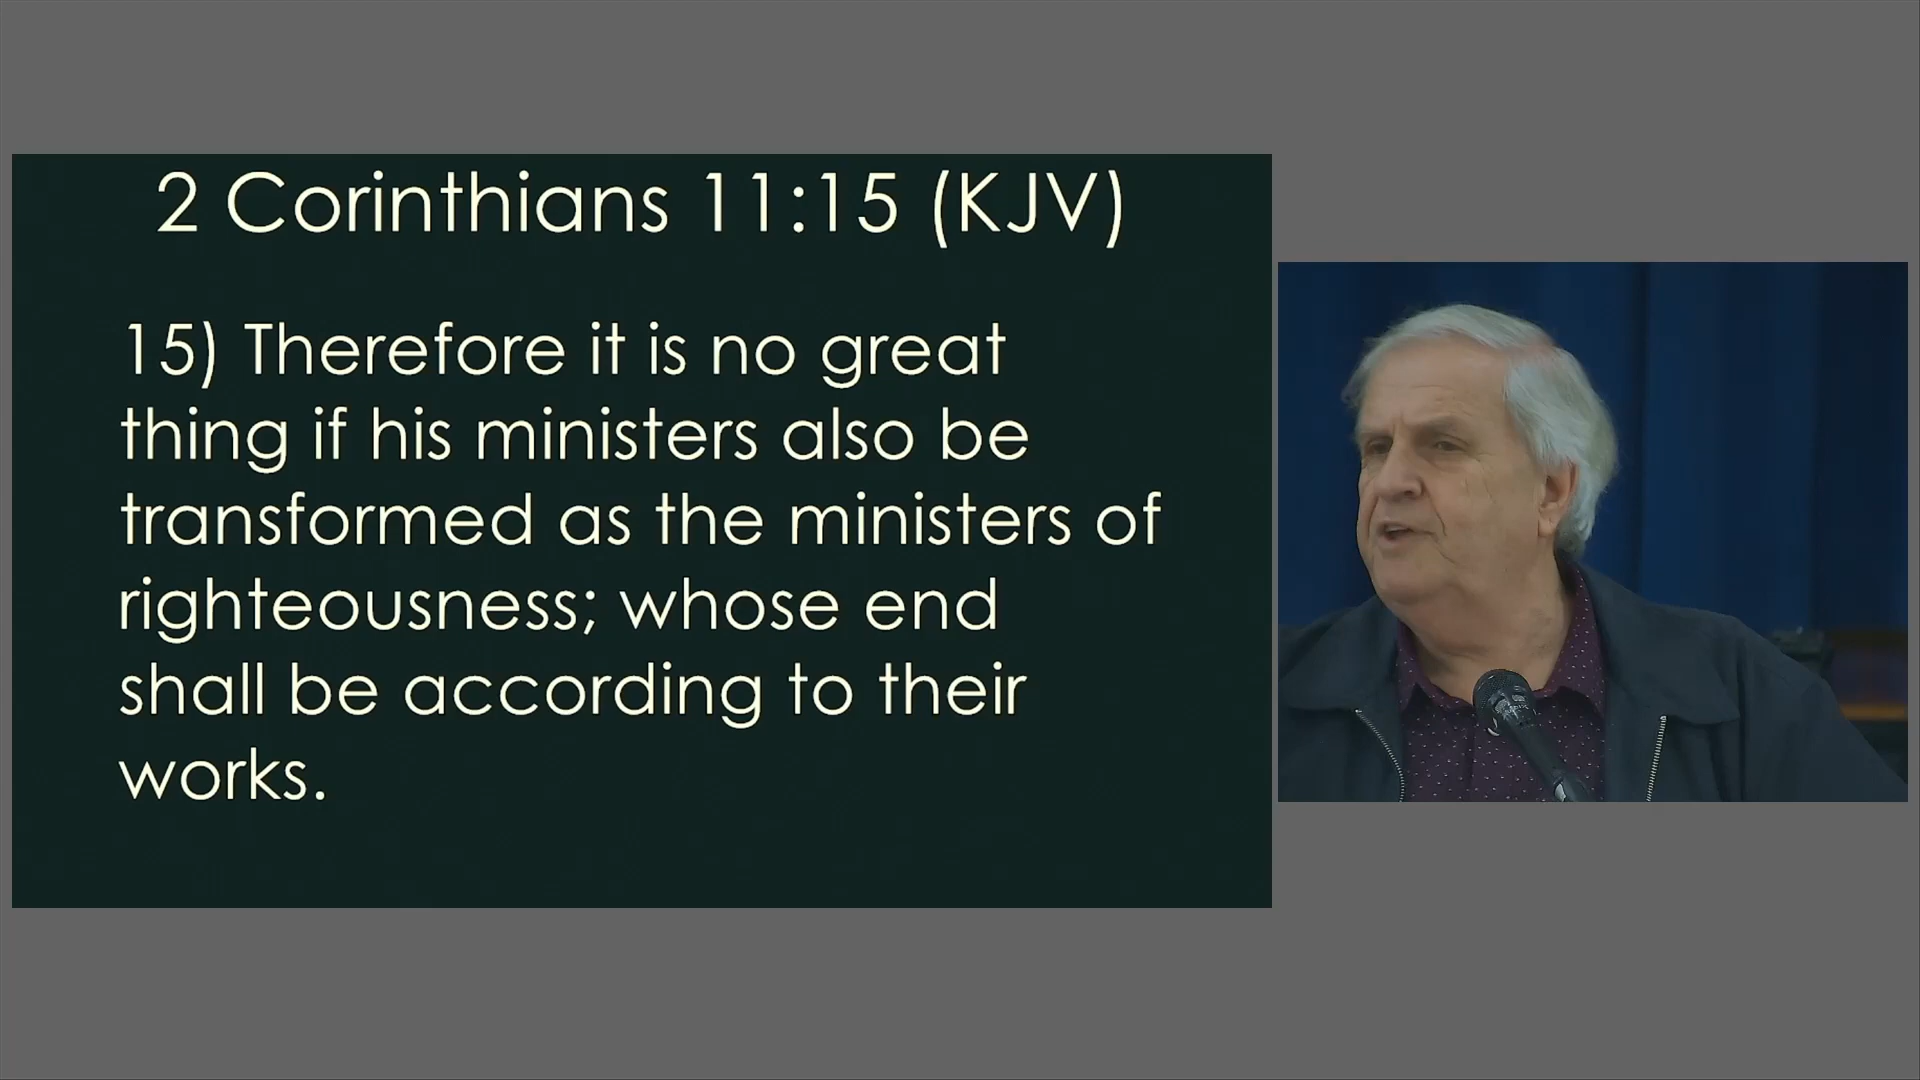 2 Corinthians 11:15 (KJV)
15) Therefore it is no great
thing if his ministers also be
transformed as the ministers of
righteousness; whose end
shall be according to their
works.